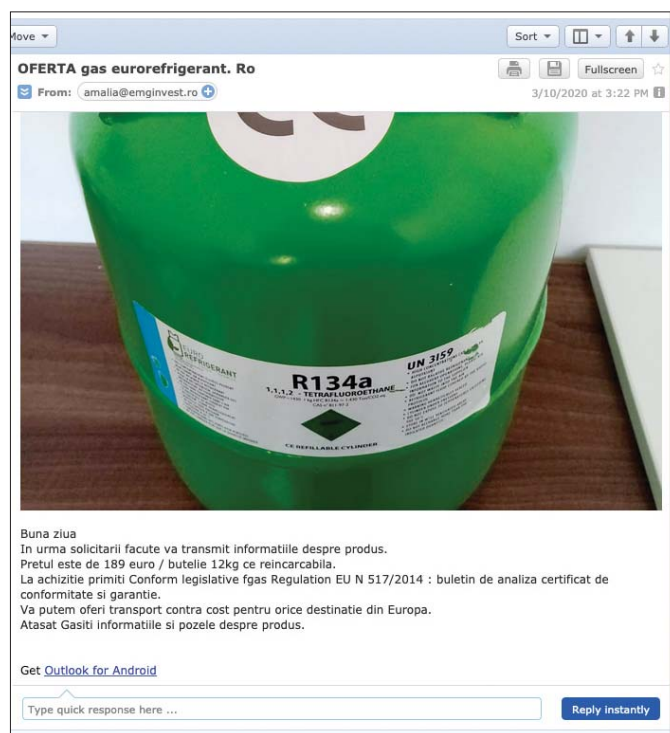 Move
Sort
OFERTA gas eurorefrigerant. Ro
Fullscreen
From: amalia@emginvest.ro
3/10/2020 at 3:22 PM
EURO
REFRIGERANT
R134a
1,1,1,2 - TETRAFLUOROETHANE
UN 3159
CE REFILLABLE CYLINDER
Buna ziua
In urma solicitarii facute va transmit informatiile despre produs.
Pretul este de 189 euro / butelie 12kg ce reincarcabila.
La achizitie primiti Conform legislative fgas Regulation EU N 517/2014 : buletin de analiza certificat de
conformitate si garantie.
Va putem oferi transport contra cost pentru orice destinatie din Europa.
Atasat Gasiti informatiile si pozele despre produs.
Get Outlook for Android
Type quick response here ...
Reply instantly